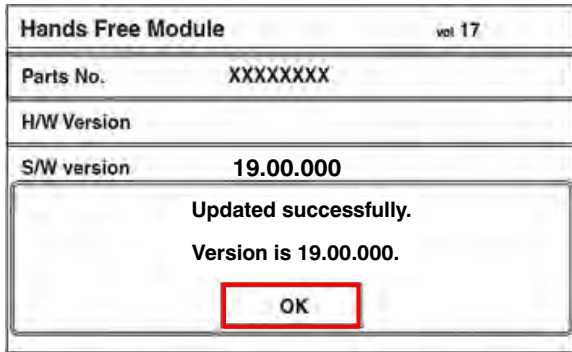 Hands Free Module vol 17
Parts No. XXXXXXXX
H/W Version
S/W version 19.00.000
Updated successfully.
Version is 19.00.000.
OK